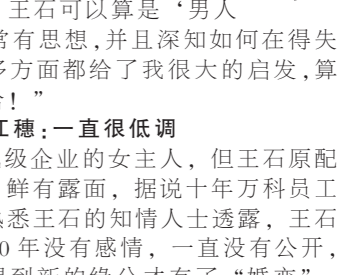 王石可以算是‘男人
常有思想,并且深知如何在得失
多方面都给了我很大的启发,算
！”
江穗:一直很低调
级企业的女主人，但王石原配
鲜有露面，据说十年万科员工
悉王石的知情人士透露，王石
0年没有感情，一直没有公开，
到新的缘分才有了“婚变”